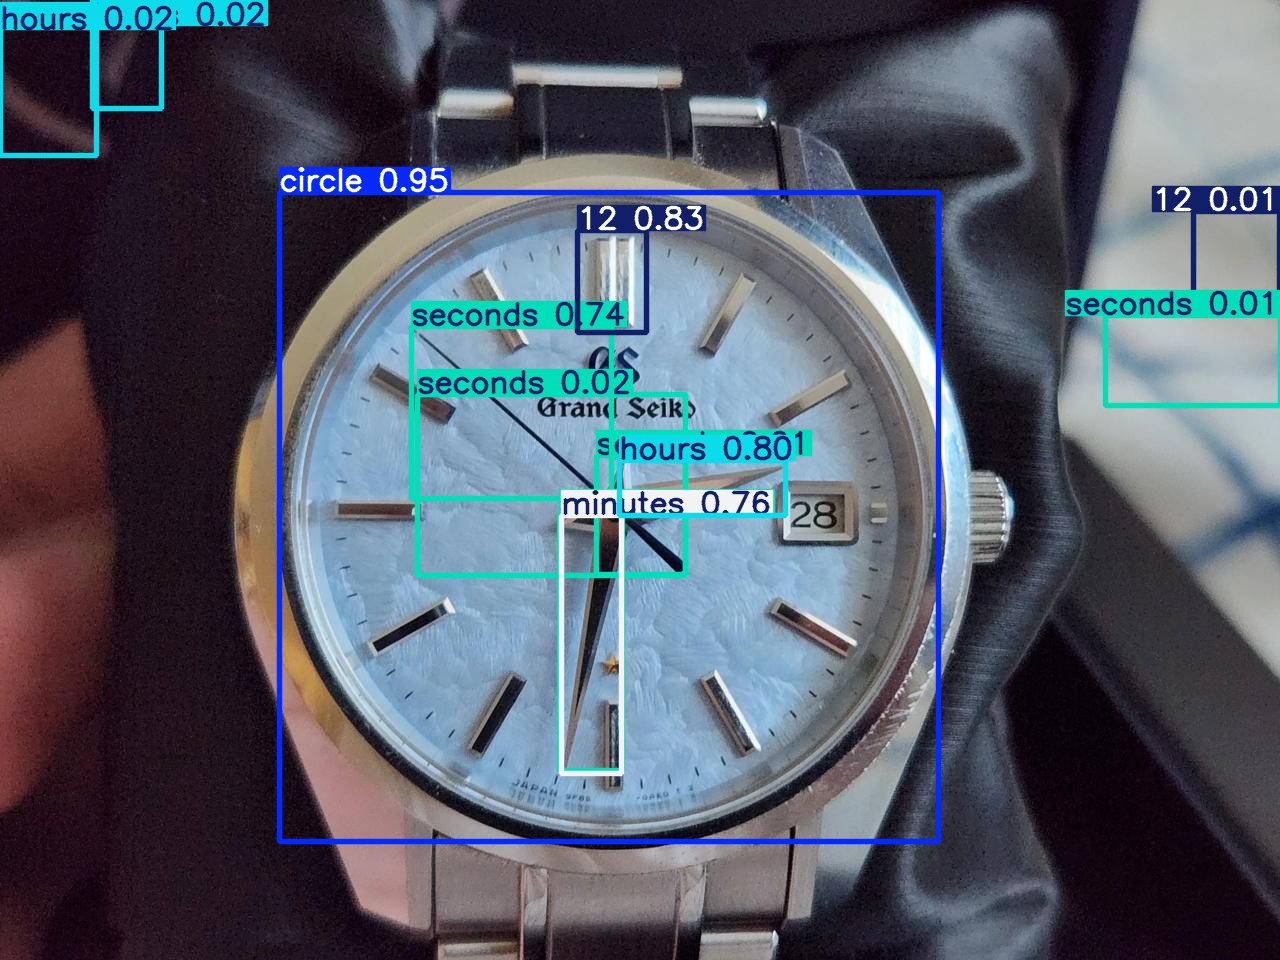 hours 0.02 0.02
circle 0.95
12 0.83
12 0.01
seconds 0.01
seconds 0.74
GS
seconds 0.02
Grand Seiko
hours 0.80
minutes 0.76
28
JAPAN